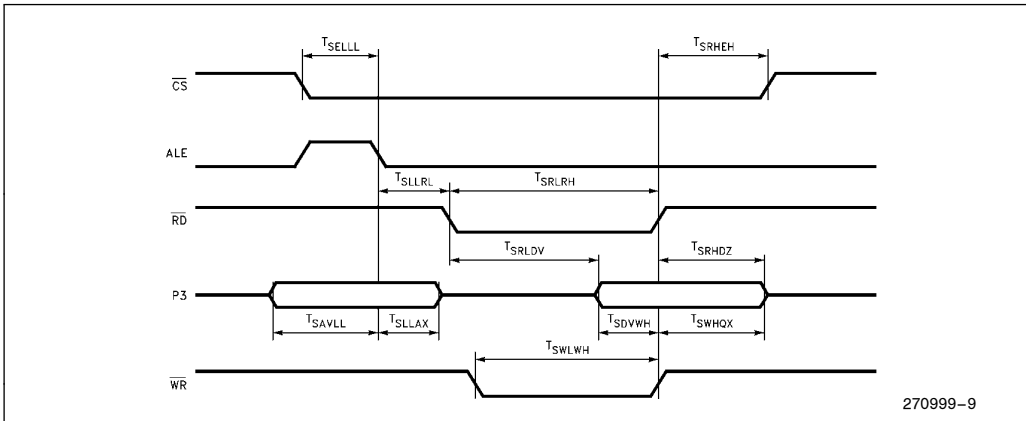 TSELLL TSRHEH
CS
ALE
TSLLRL TSRLRH
RD
TSRLDV TSRHDZ
P3
TSAVLL TSLLAX TSDVWH TSWHQX
TSWLWH
WR
270999–9